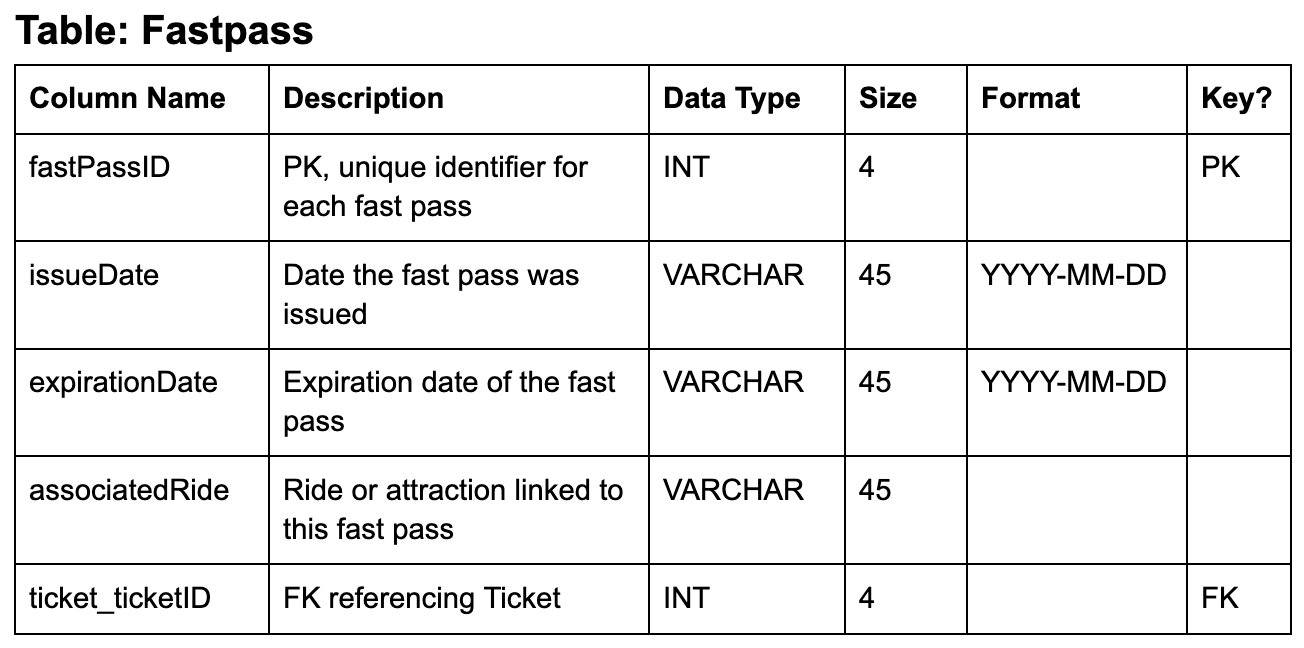 Table: Fastpass
Column Name Description Data Type Size Format Key?
fastPassID PK, unique identifier for INT 4 PK
each fast pass
issueDate Date the fast pass was VARCHAR 45 YYYY-MM-DD
issued
expirationDate Expiration date of the fast VARCHAR 45 YYYY-MM-DD
pass
associatedRide Ride or attraction linked to VARCHAR 45
this fast pass
ticket_ticketID FK referencing Ticket INT 4 FK